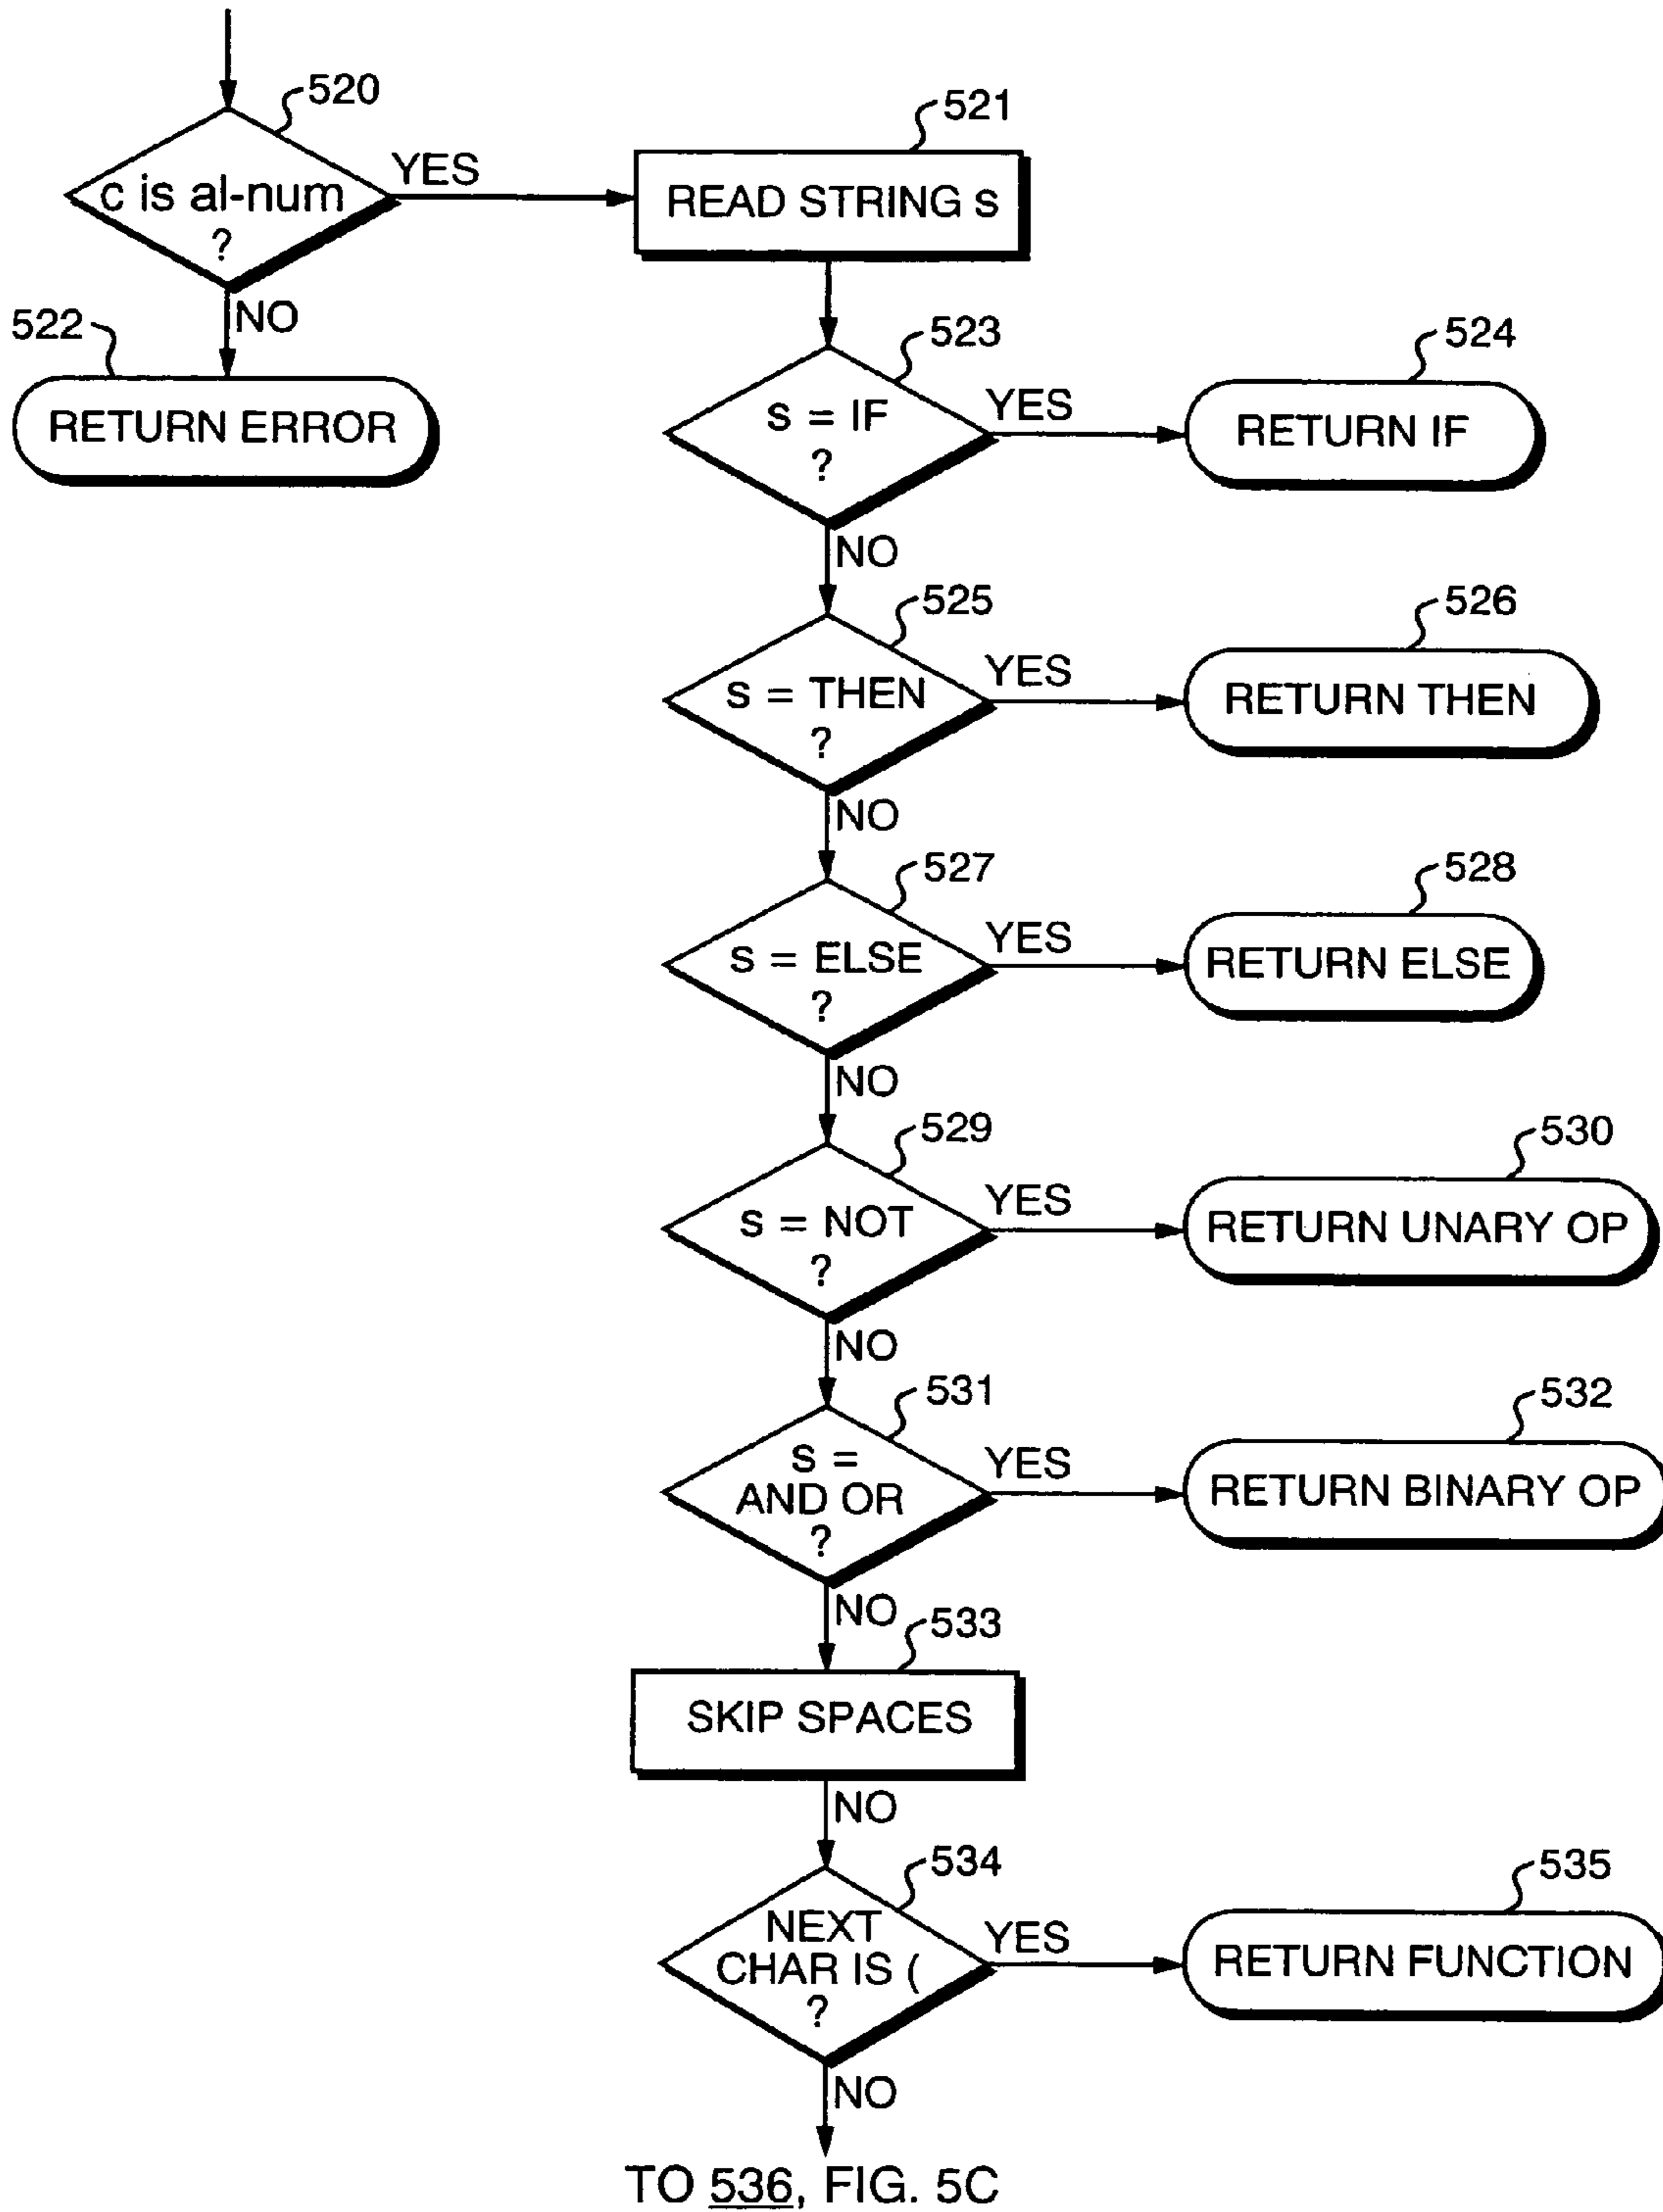 520
c is al-num
?
YES
521
READ STRING s
NO
522
RETURN ERROR
523
s = IF
?
YES
524
RETURN IF
NO
525
s = THEN
?
YES
526
RETURN THEN
NO
527
s = ELSE
?
YES
528
RETURN ELSE
NO
529
s = NOT
?
YES
530
RETURN UNARY OP
NO
531
s =
AND OR
?
YES
532
RETURN BINARY OP
NO
533
SKIP SPACES
NO
534
NEXT
CHAR IS (
?
YES
535
RETURN FUNCTION
NO
TO 536, FIG. 5C